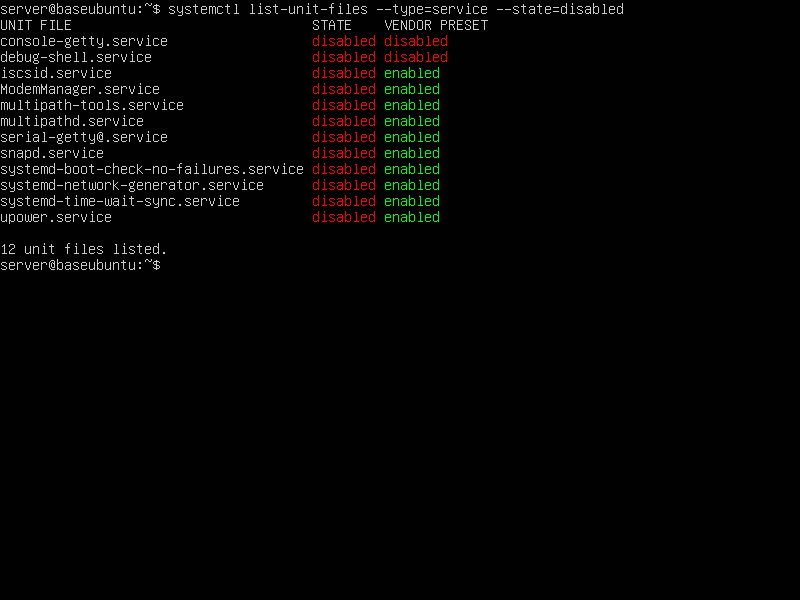 server@baseubuntu:~$ systemctl list-unit-files --type=service --state=disabled
UNIT FILE                              STATE    VENDOR PRESET
console-getty.service                  disabled disabled
debug-shell.service                    disabled disabled
iscsid.service                         disabled enabled
ModemManager.service                   disabled enabled
multipath-tools.service                disabled enabled
multipathd.service                     disabled enabled
serial-getty@.service                  disabled enabled
snapd.service                          disabled enabled
systemd-boot-check-no-failures.service disabled enabled
systemd-network-generator.service      disabled enabled
systemd-time-wait-sync.service         disabled enabled
upower.service                         disabled enabled

12 unit files listed.
server@baseubuntu:~$